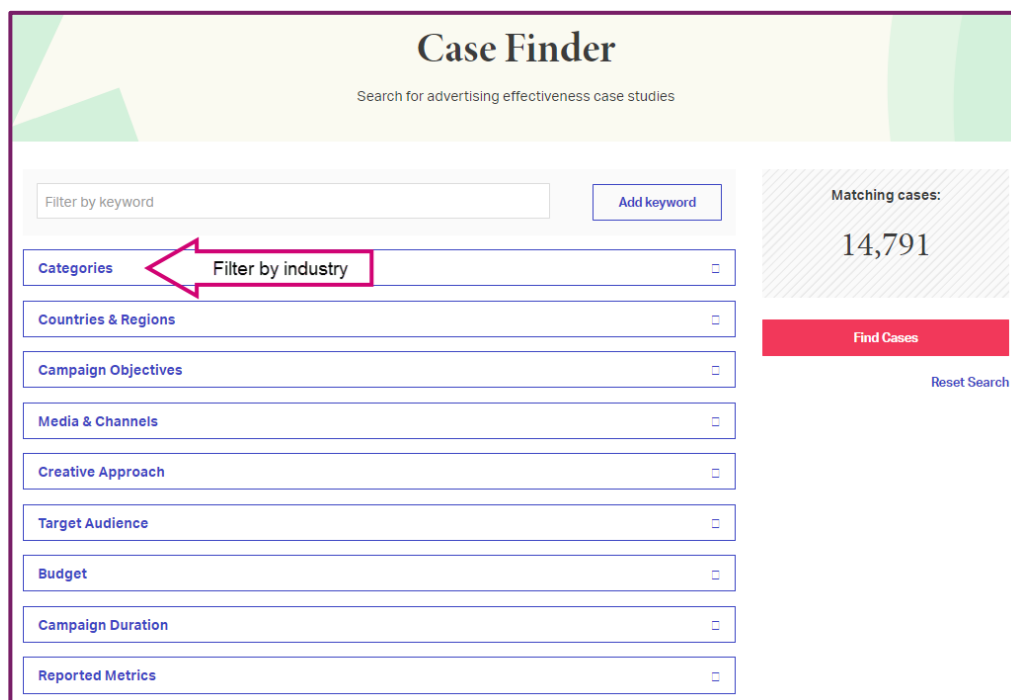 Case Finder
Search for advertising effectiveness case studies
Filter by keyword
Add keyword
Matching cases:
14,791
Categories
Filter by industry
Countries & Regions
Find Cases
Campaign Objectives
Reset Search
Media & Channels
Creative Approach
Target Audience
Budget
Campaign Duration
Reported Metrics